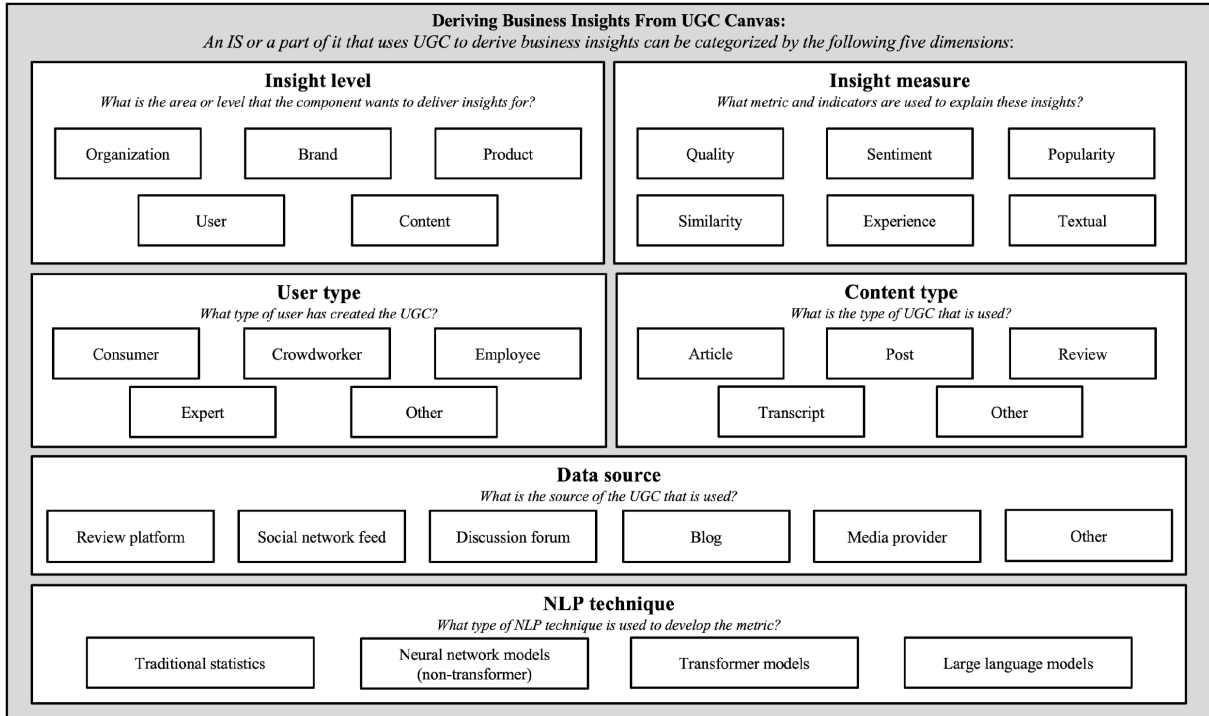 Deriving Business Insights From UGC Canvas:
An IS or a part of it that uses UGC to derive business insights can be categorized by the following five dimensions:
Insight level
What is the area or level that the component wants to deliver insights for?
Organization
Brand
Product
User
Content
Insight measure
What metric and indicators are used to explain these insights?
Quality
Sentiment
Popularity
Similarity
Experience
Textual
User type
What type of user has created the UGC?
Consumer
Crowdworker
Employee
Expert
Other
Content type
What is the type of UGC that is used?
Article
Post
Review
Transcript
Other
Data source
What is the source of the UGC that is used?
Review platform
Social network feed
Discussion forum
Blog
Media provider
Other
NLP technique
What type of NLP technique is used to develop the metric?
Traditional statistics
Neural network models
(non-transformer)
Transformer models
Large language models